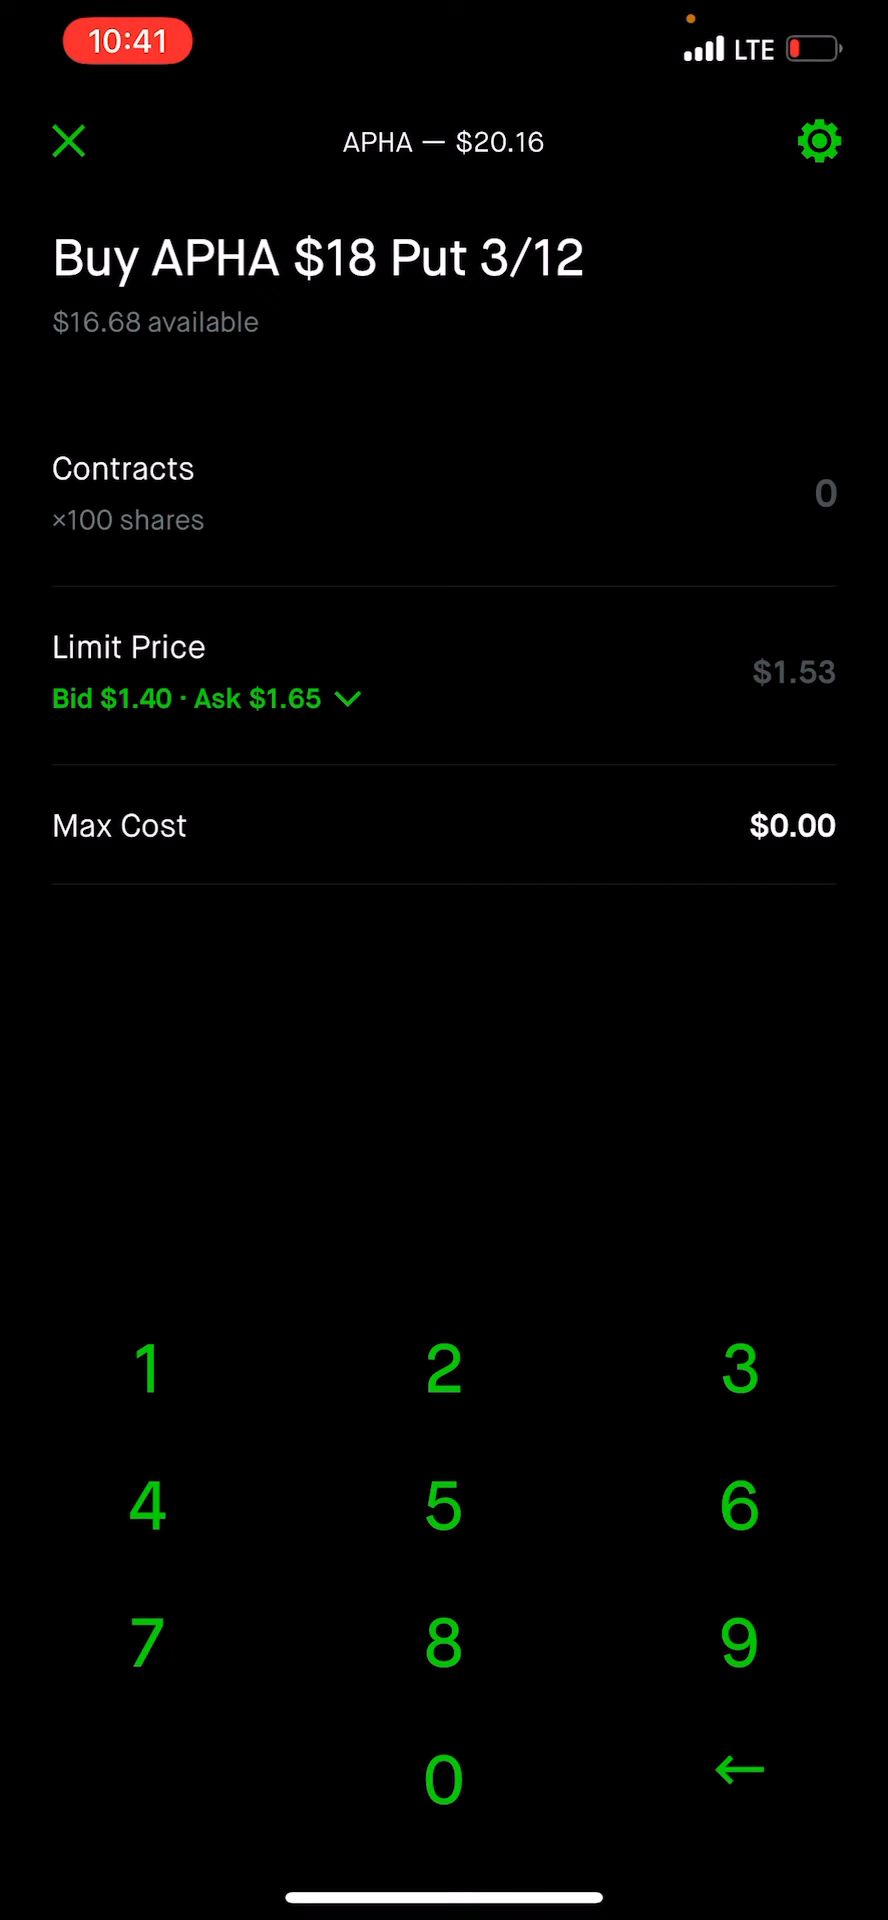 10:41
LTE
APHA — $20.16
Buy APHA $18 Put 3/12
$16.68 available
Contracts
×100 shares
0
Limit Price
Bid $1.40 · Ask $1.65
$1.53
Max Cost
$0.00
1 2 3
4 5 6
7 8 9
0